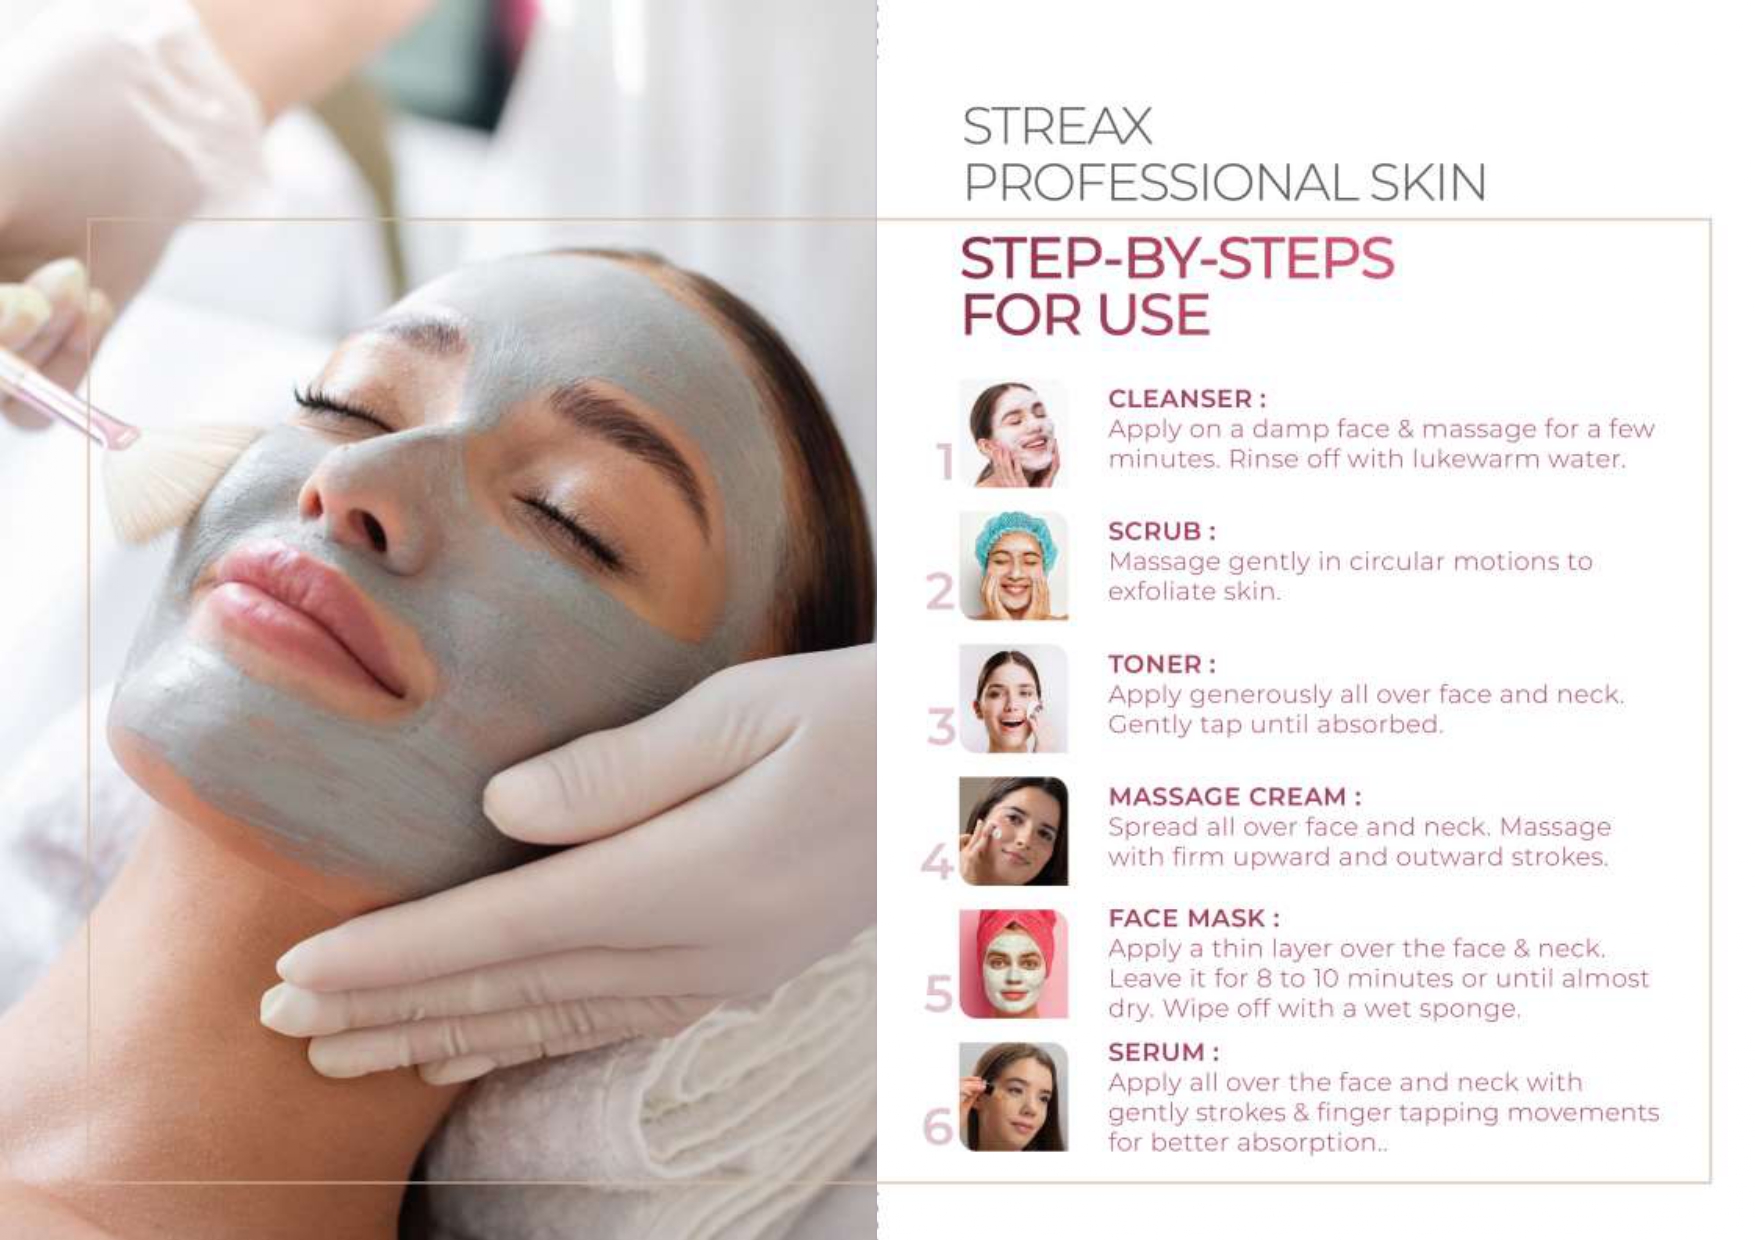 STREAX
PROFESSIONAL SKIN
STEP-BY-STEPS
FOR USE
1
CLEANSER :
Apply on a damp face & massage for a few
minutes. Rinse off with lukewarm water.
2
SCRUB :
Massage gently in circular motions to
exfoliate skin.
3
TONER :
Apply generously all over face and neck.
Gently tap until absorbed.
4
MASSAGE CREAM :
Spread all over face and neck. Massage
with firm upward and outward strokes.
5
FACE MASK :
Apply a thin layer over the face & neck.
Leave it for 8 to 10 minutes or until almost
dry. Wipe off with a wet sponge.
6
SERUM :
Apply all over the face and neck with
gently strokes & finger tapping movements
for better absorption..